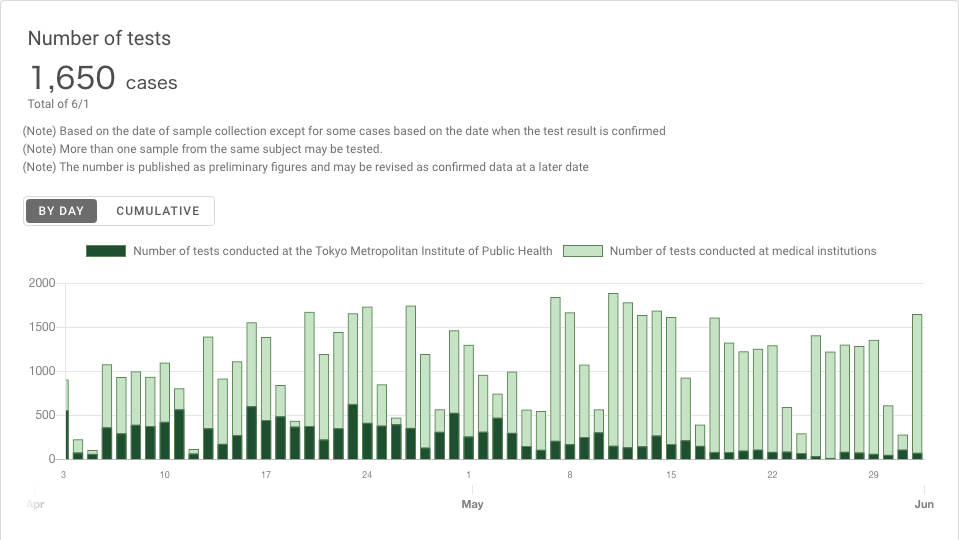 Number of tests
1,650 cases
Total of 6/1
(Note) Based on the date of sample collection except for some cases based on the date when the test result is confirmed
(Note) More than one sample from the same subject may be tested.
(Note) The number is published as preliminary figures and may be revised as confirmed data at a later date
BY DAY CUMULATIVE
Number of tests conducted at the Tokyo Metropolitan Institute of Public Health Number of tests conducted at medical institutions
2000
1500
1000
500
0
3 10 17 24 1 8 15 22 29
Apr May Jun